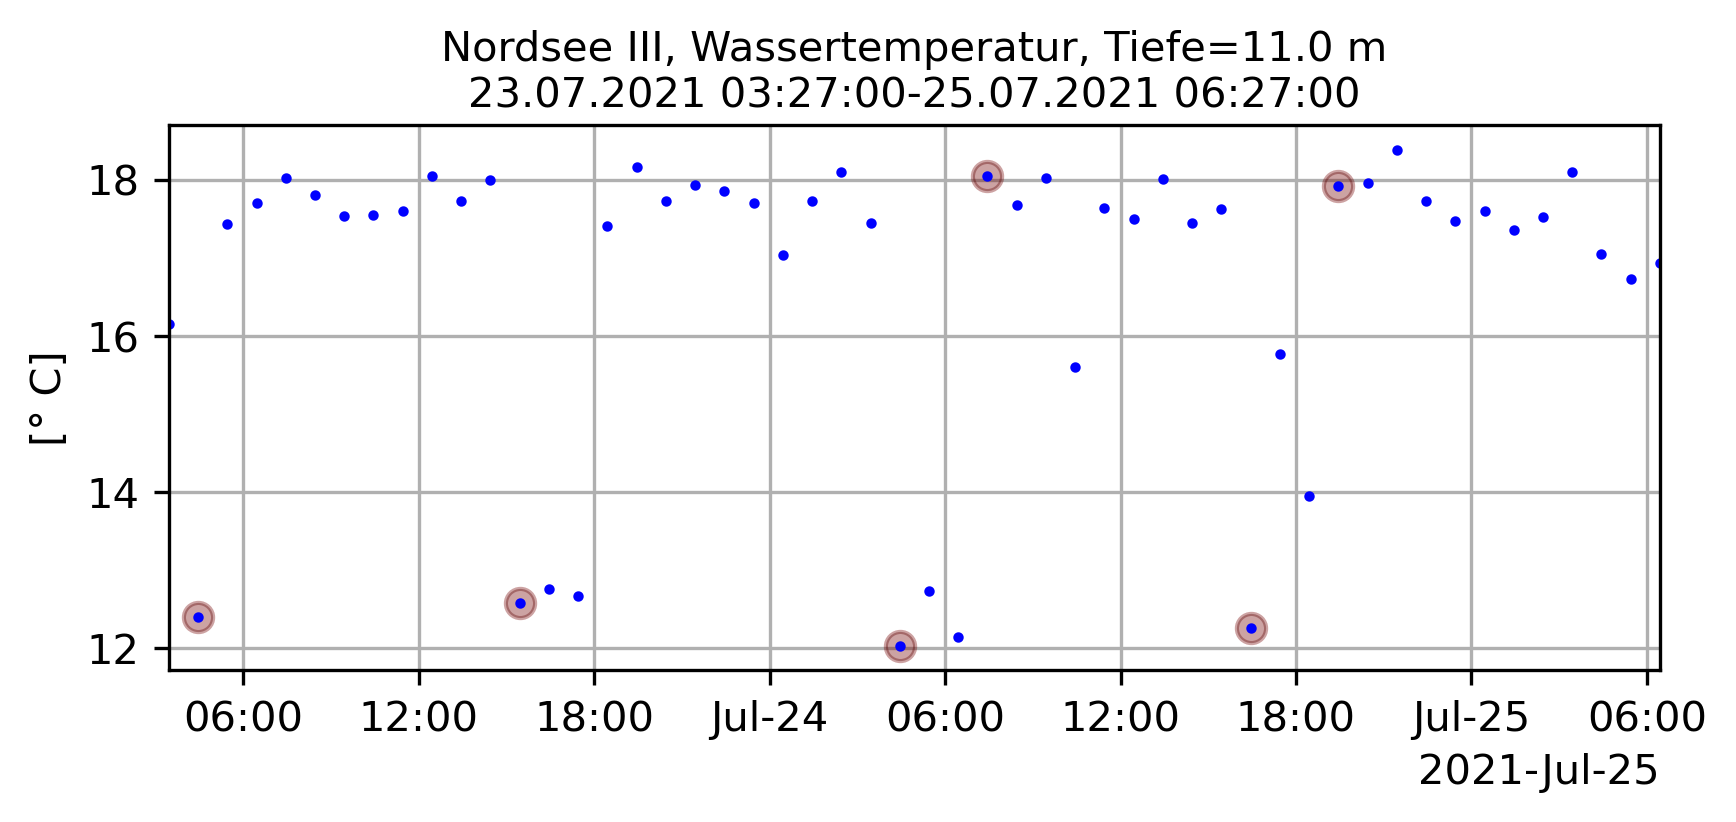 Nordsee III, Wassertemperatur, Tiefe=11.0 m
23.07.2021 03:27:00-25.07.2021 06:27:00
18
16
14
12
[° C]
06:00 12:00 18:00 Jul-24 06:00 12:00 18:00 Jul-25 06:00
2021-Jul-25